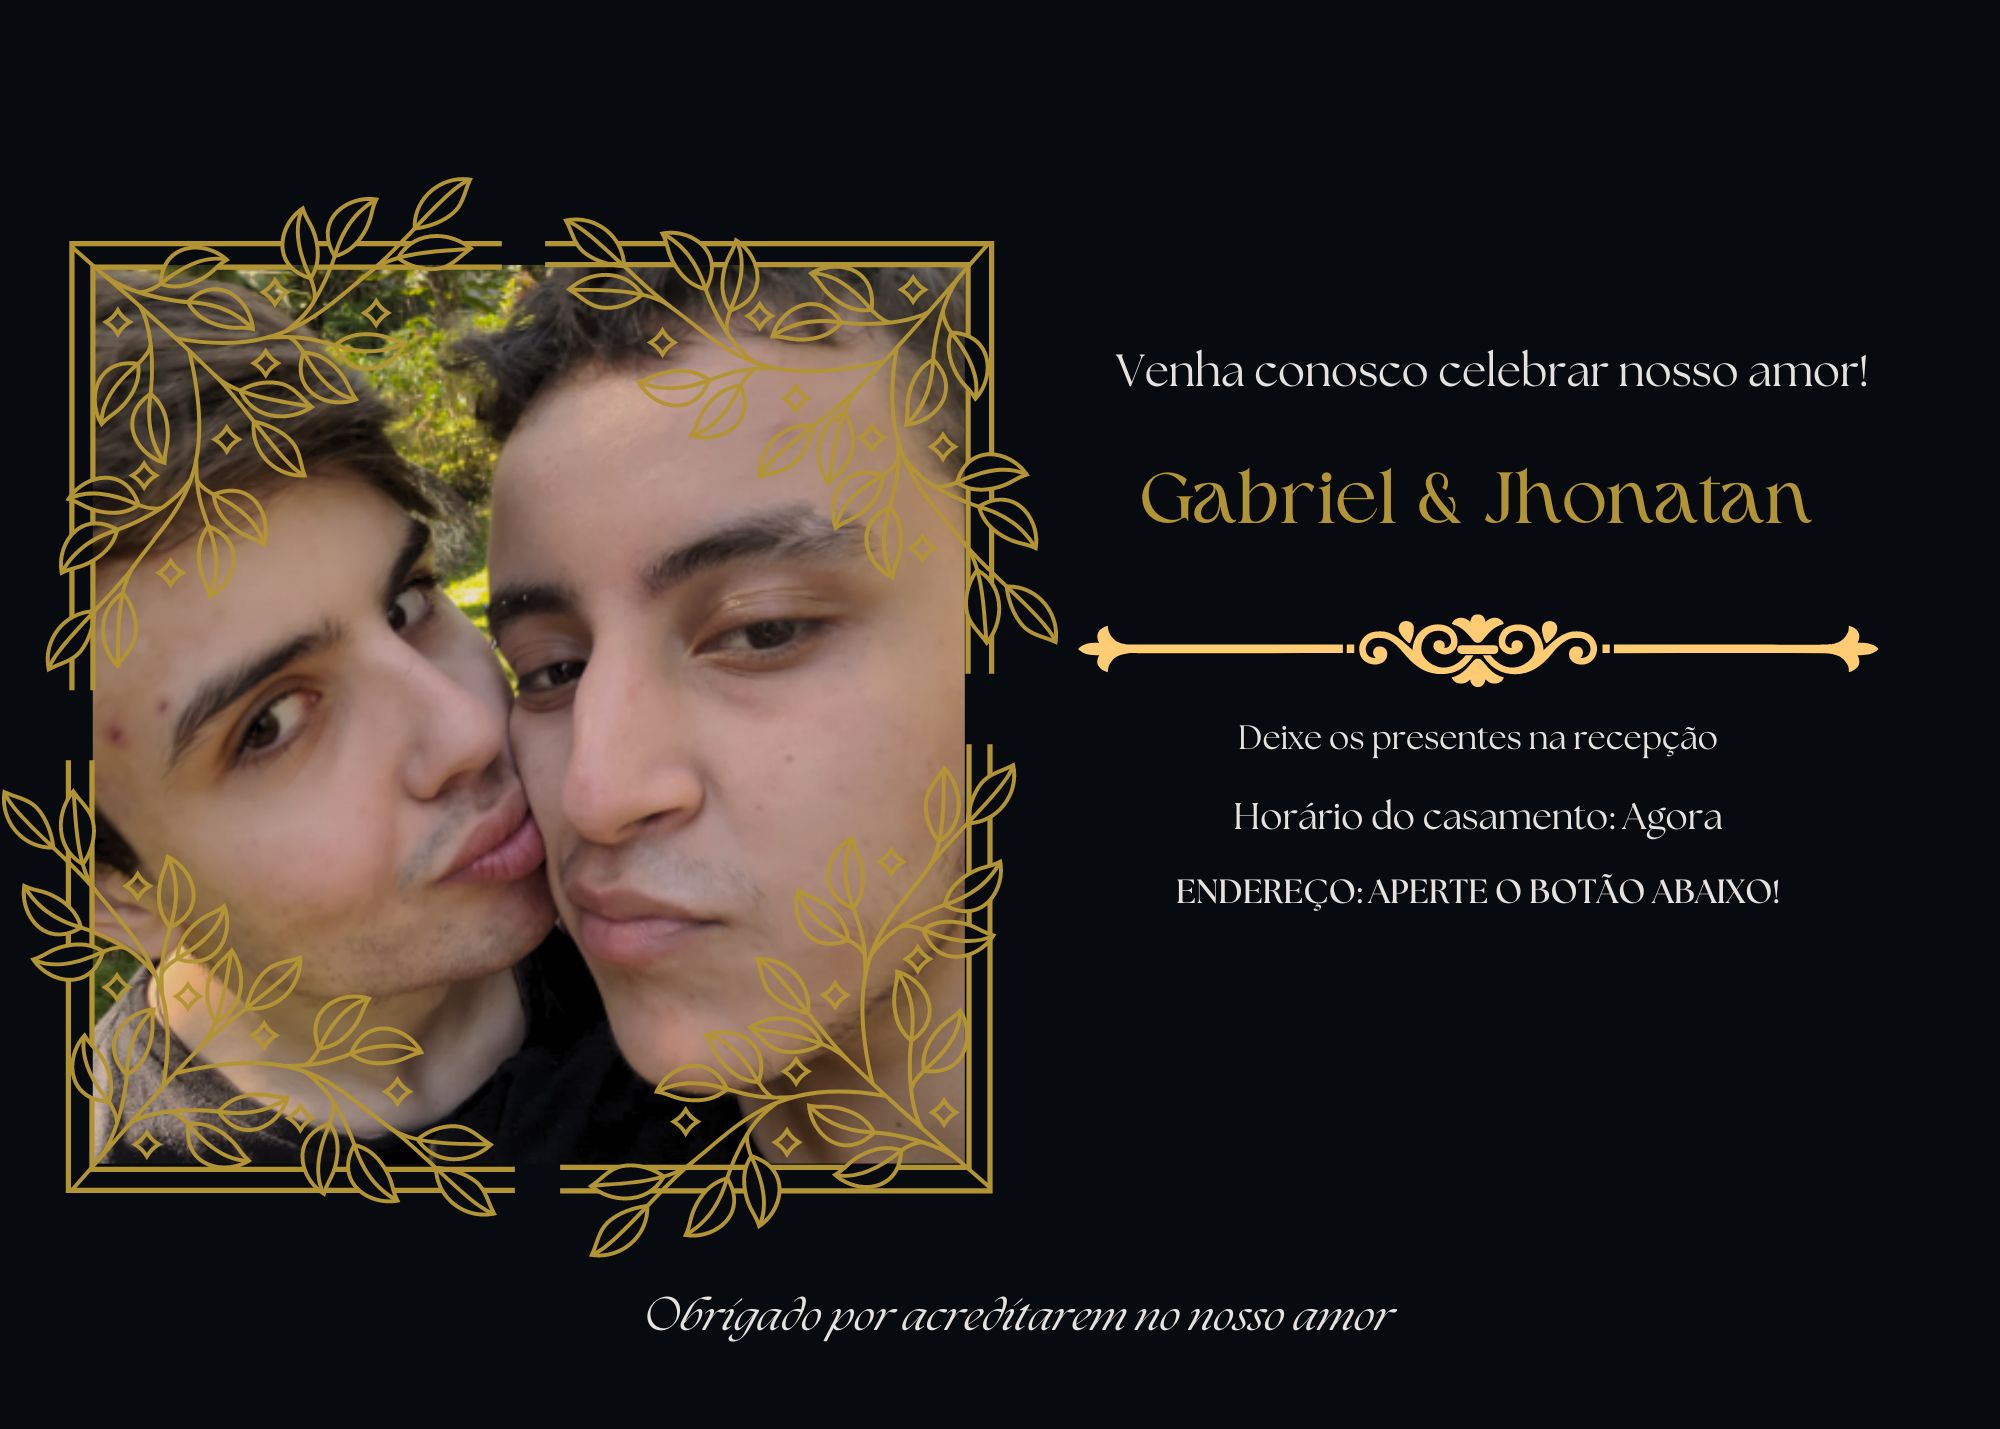 Venha conosco celebrar nosso amor!
Gabriel & Jhonatan
Deixe os presentes na recepção
Horário do casamento: Agora
ENDEREÇO: APERTE O BOTÃO ABAIXO!
Obrigado por acreditarem no nosso amor